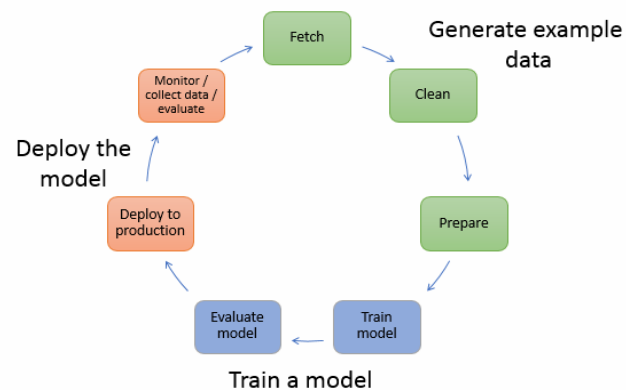 Fetch
Generate example
data
Clean
Prepare
Train
model
Evaluate
model
Train a model
Deploy to
production
Deploy the
model
Monitor /
collect data /
evaluate